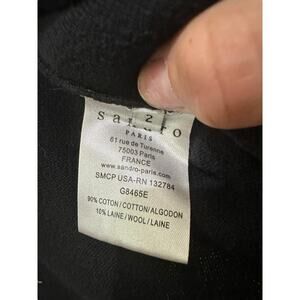 2
sandro
PARIS
61 rue de Turenne
75003 Paris
FRANCE
www.sandro-paris.com
SMCP USA-RN 132784
G8465E
90% COTON / COTTON / ALGODON
10% LAINE / WOOL / LAINE